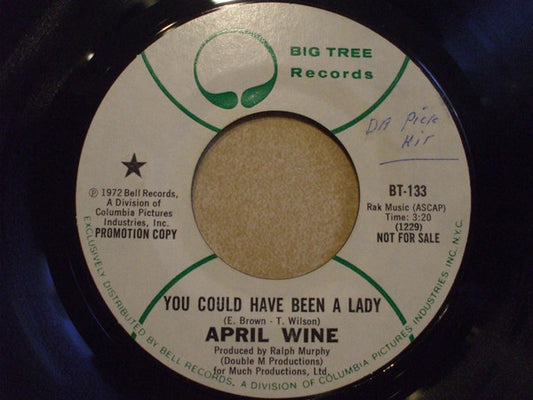 BIG TREE
Records
DA Pick
Hit
★
℗ 1972 Bell Records,
A Division of
Columbia Pictures
Industries, Inc.
PROMOTION COPY
BT-133
Rak Music (ASCAP)
Time: 3:20
(1229)
NOT FOR SALE
YOU COULD HAVE BEEN A LADY
(E. Brown - T. Wilson)
APRIL WINE
Produced by Ralph Murphy
(Double M Productions)
for Much Productions, Ltd.
EXCLUSIVELY DISTRIBUTED BY BELL RECORDS, A DIVISION OF COLUMBIA PICTURES INDUSTRIES INC. N.Y.C.